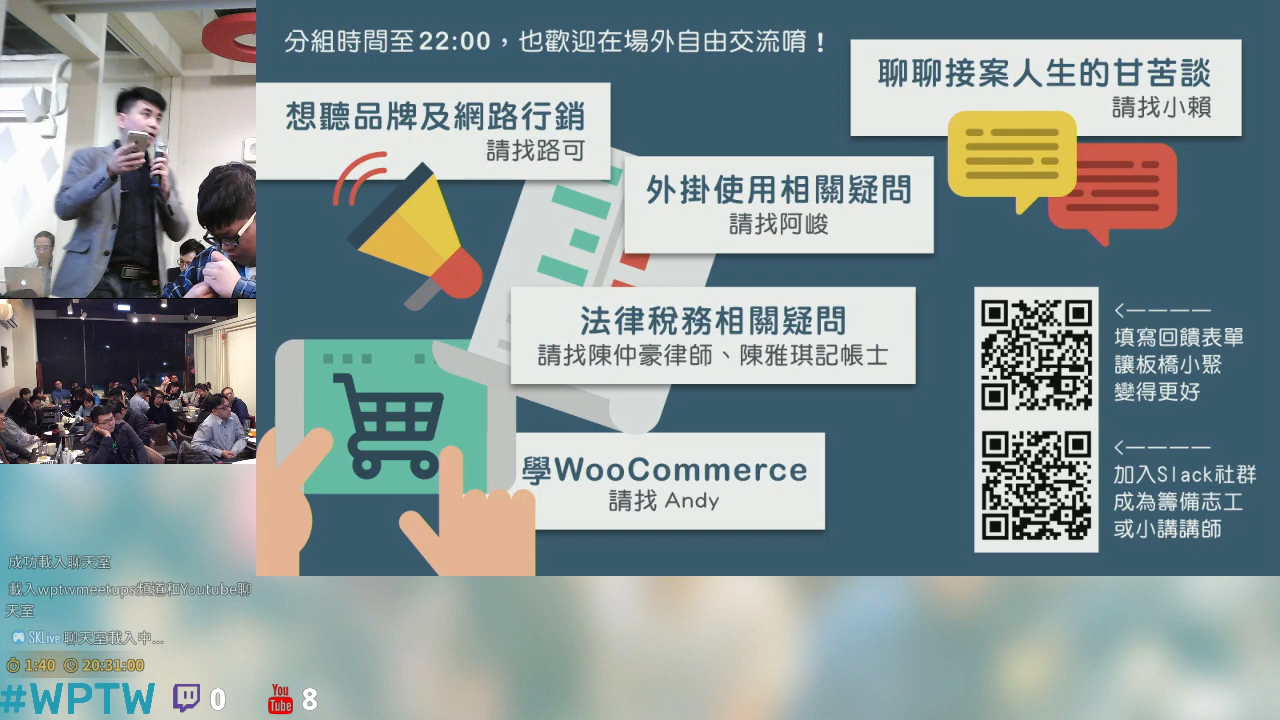 分組時間至22:00，也歡迎在場外自由交流唷！
聊聊接案人生的甘苦談
請找小賴
想聽品牌及網路行銷
請找路可
外掛使用相關疑問
請找阿峻
法律稅務相關疑問
請找陳仲豪律師、陳雅琪記帳士
學WooCommerce
請找 Andy
<————
填寫回饋表單
讓板橋小聚
變得更好
<————
加入Slack社群
成為籌備志工
或小講講師
成功載入聊天室
載入wptwmeetups頻道和Youtube聊
天室
SKLive 聊天室載入中...
1:40 20:31:00
#WPTW 0 You Tube 8